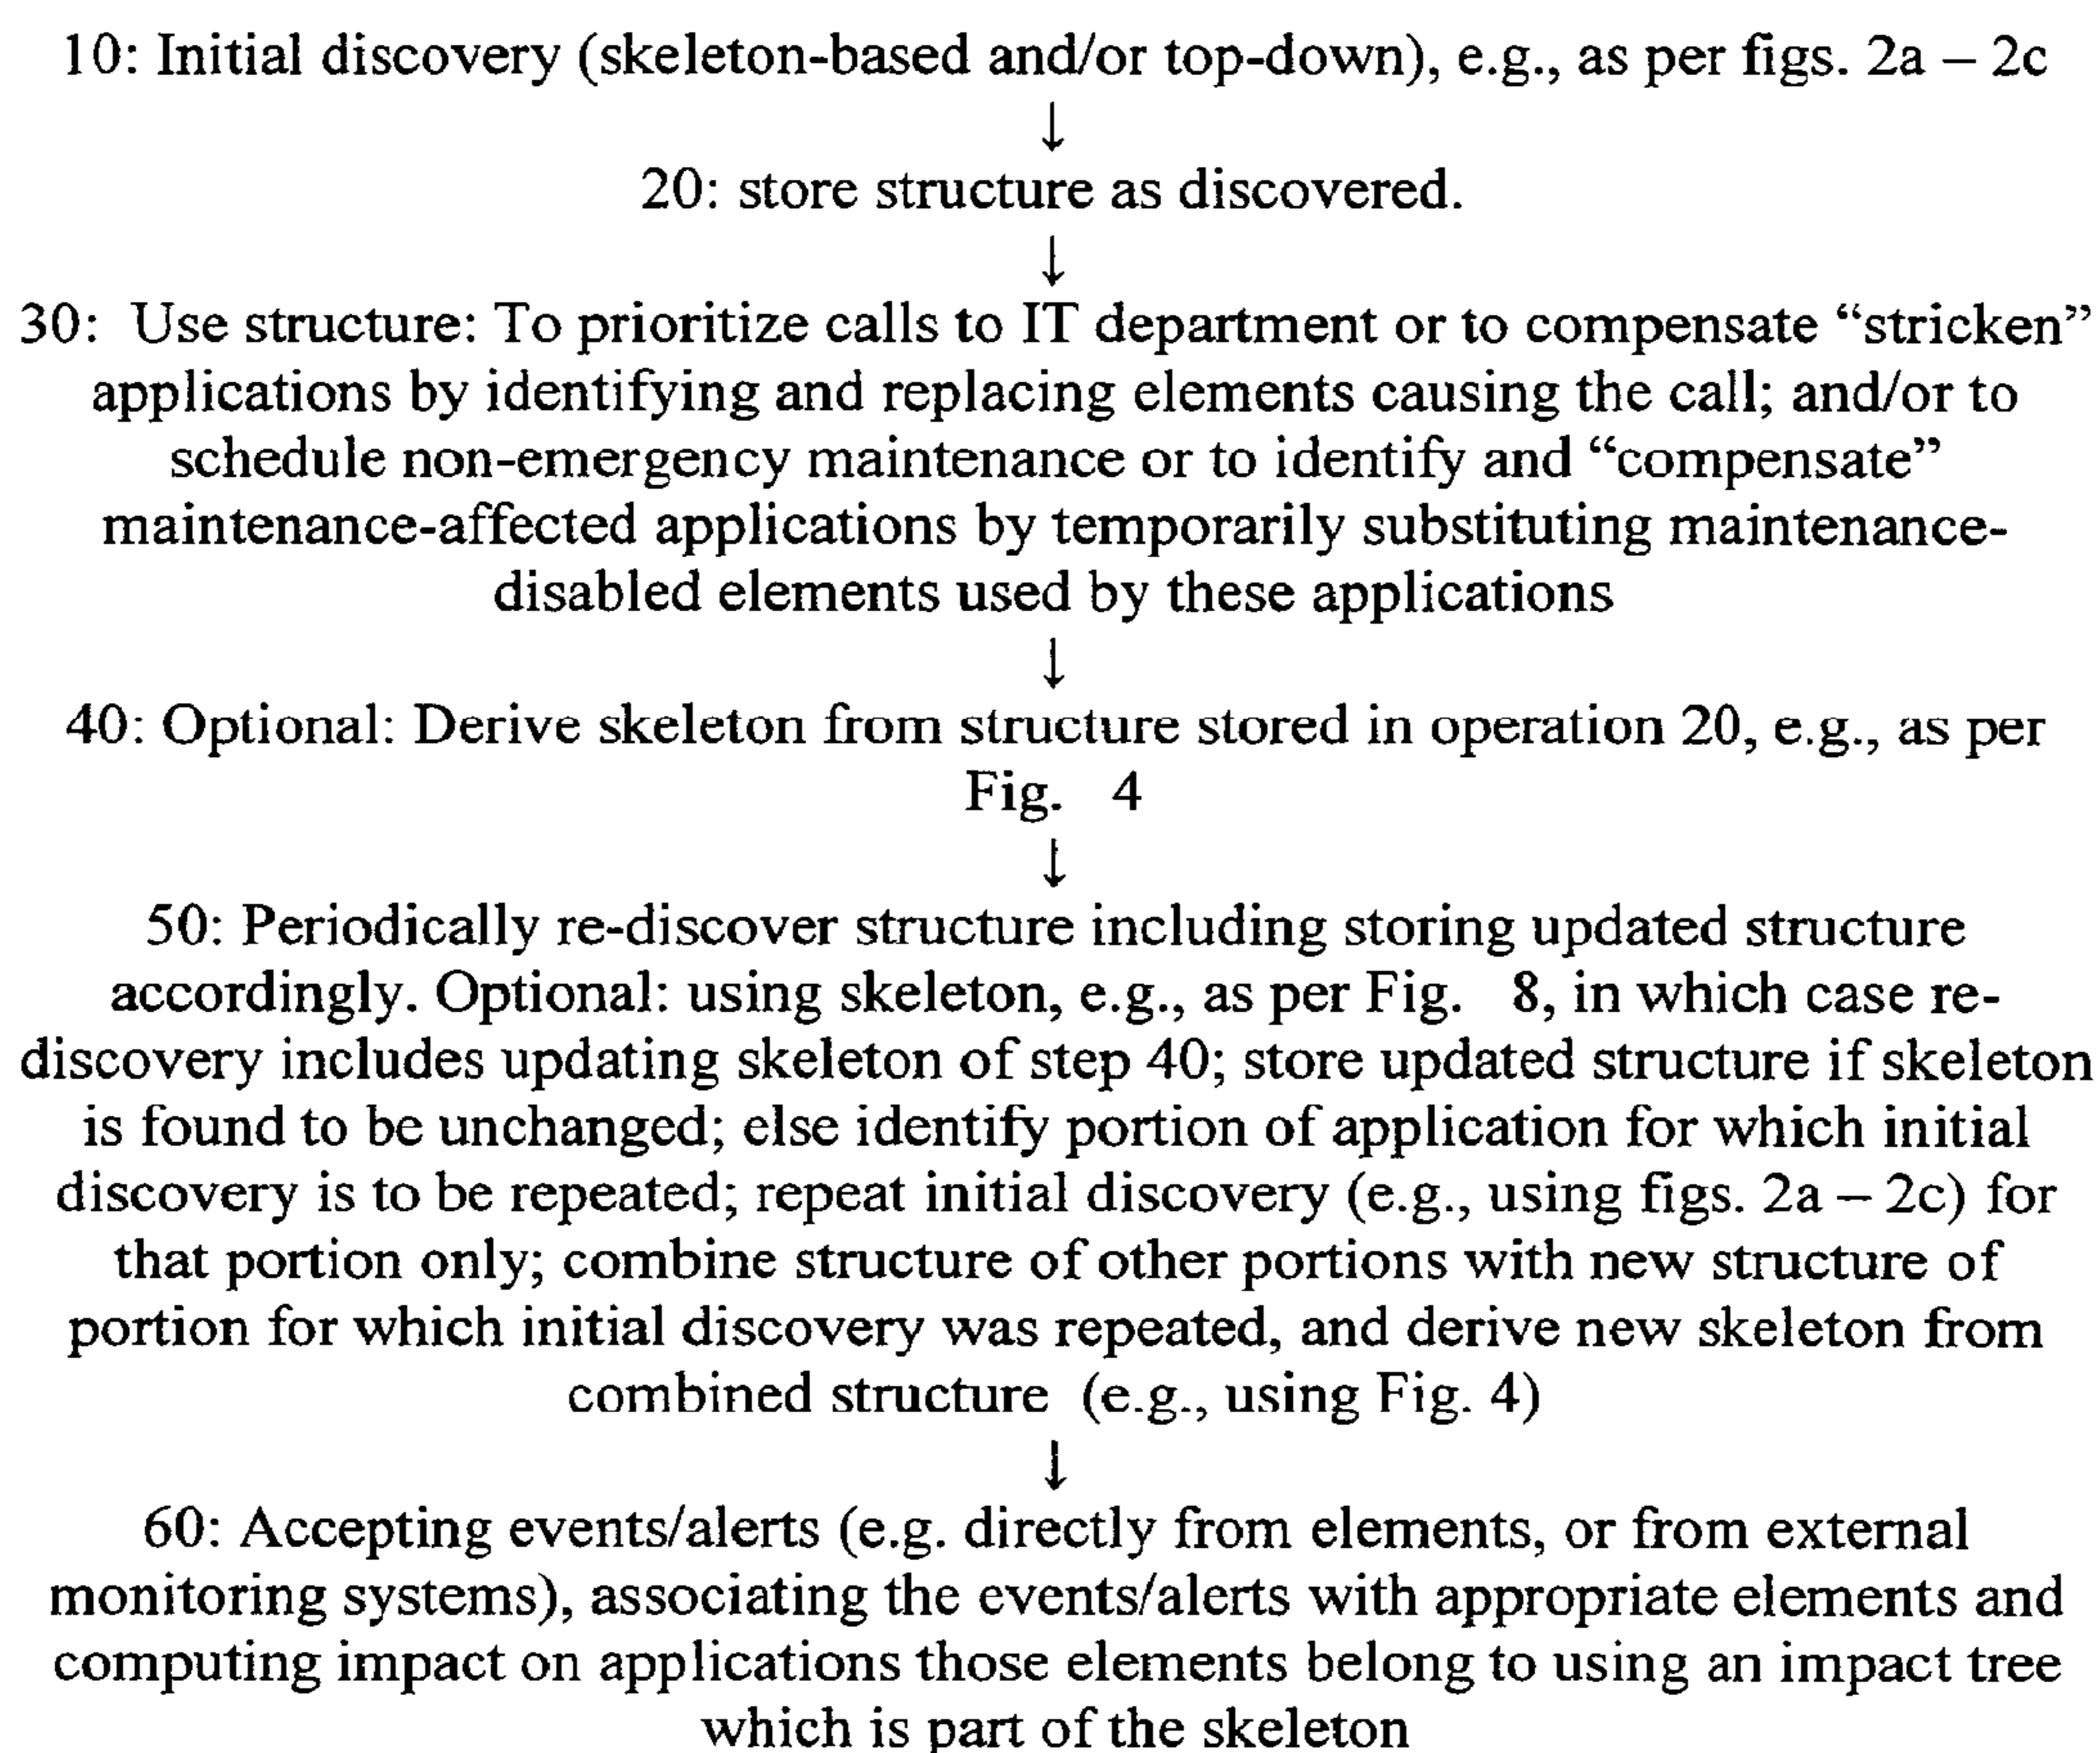 10: Initial discovery (skeleton-based and/or top-down), e.g., as per figs. 2a – 2c
↓
20: store structure as discovered.
↓
30: Use structure: To prioritize calls to IT department or to compensate “stricken”
applications by identifying and replacing elements causing the call; and/or to
schedule non-emergency maintenance or to identify and “compensate”
maintenance-affected applications by temporarily substituting maintenance-
disabled elements used by these applications
↓
40: Optional: Derive skeleton from structure stored in operation 20, e.g., as per
Fig. 4
↓
50: Periodically re-discover structure including storing updated structure
accordingly. Optional: using skeleton, e.g., as per Fig. 8, in which case re-
discovery includes updating skeleton of step 40; store updated structure if skeleton
is found to be unchanged; else identify portion of application for which initial
discovery is to be repeated; repeat initial discovery (e.g., using figs. 2a – 2c) for
that portion only; combine structure of other portions with new structure of
portion for which initial discovery was repeated, and derive new skeleton from
combined structure (e.g., using Fig. 4)
↓
60: Accepting events/alerts (e.g. directly from elements, or from external
monitoring systems), associating the events/alerts with appropriate elements and
computing impact on applications those elements belong to using an impact tree
which is part of the skeleton